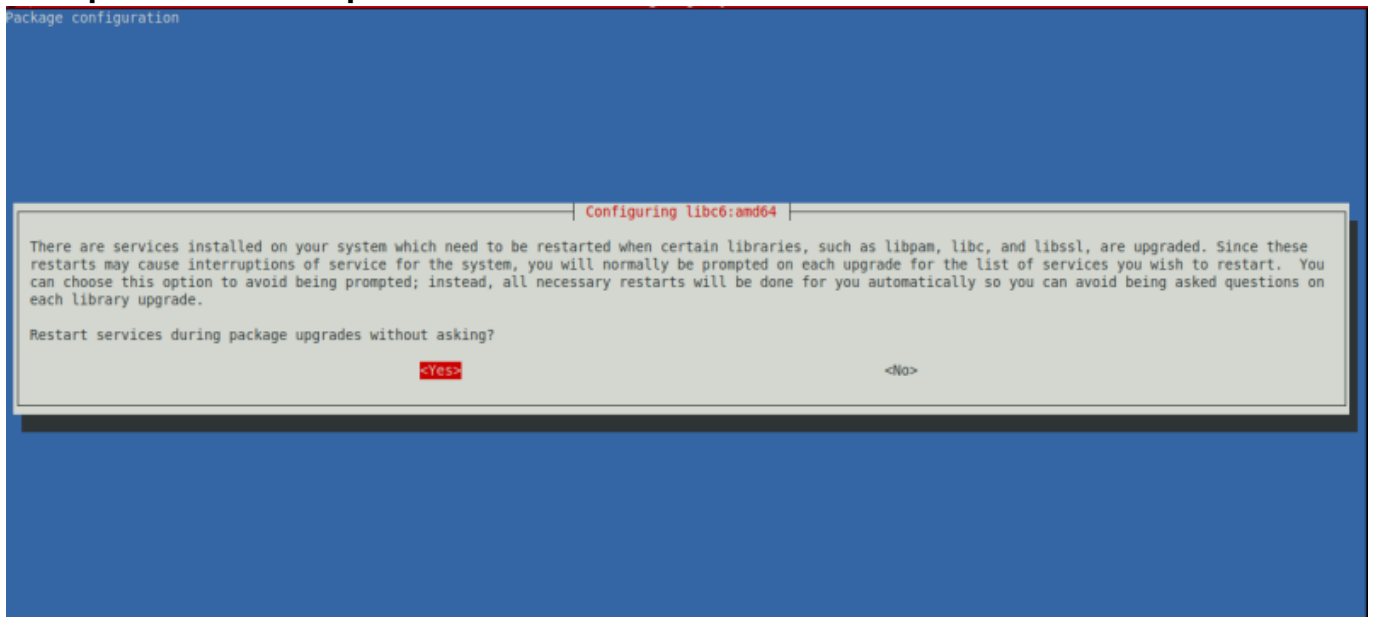 Package configuration
Configuring libc6:amd64
There are services installed on your system which need to be restarted when certain libraries, such as libpam, libc, and libssl, are upgraded. Since these
restarts may cause interruptions of service for the system, you will normally be prompted on each upgrade for the list of services you wish to restart.  You
can choose this option to avoid being prompted; instead, all necessary restarts will be done for you automatically so you can avoid being asked questions on
each library upgrade.
Restart services during package upgrades without asking?
<Yes> <No>